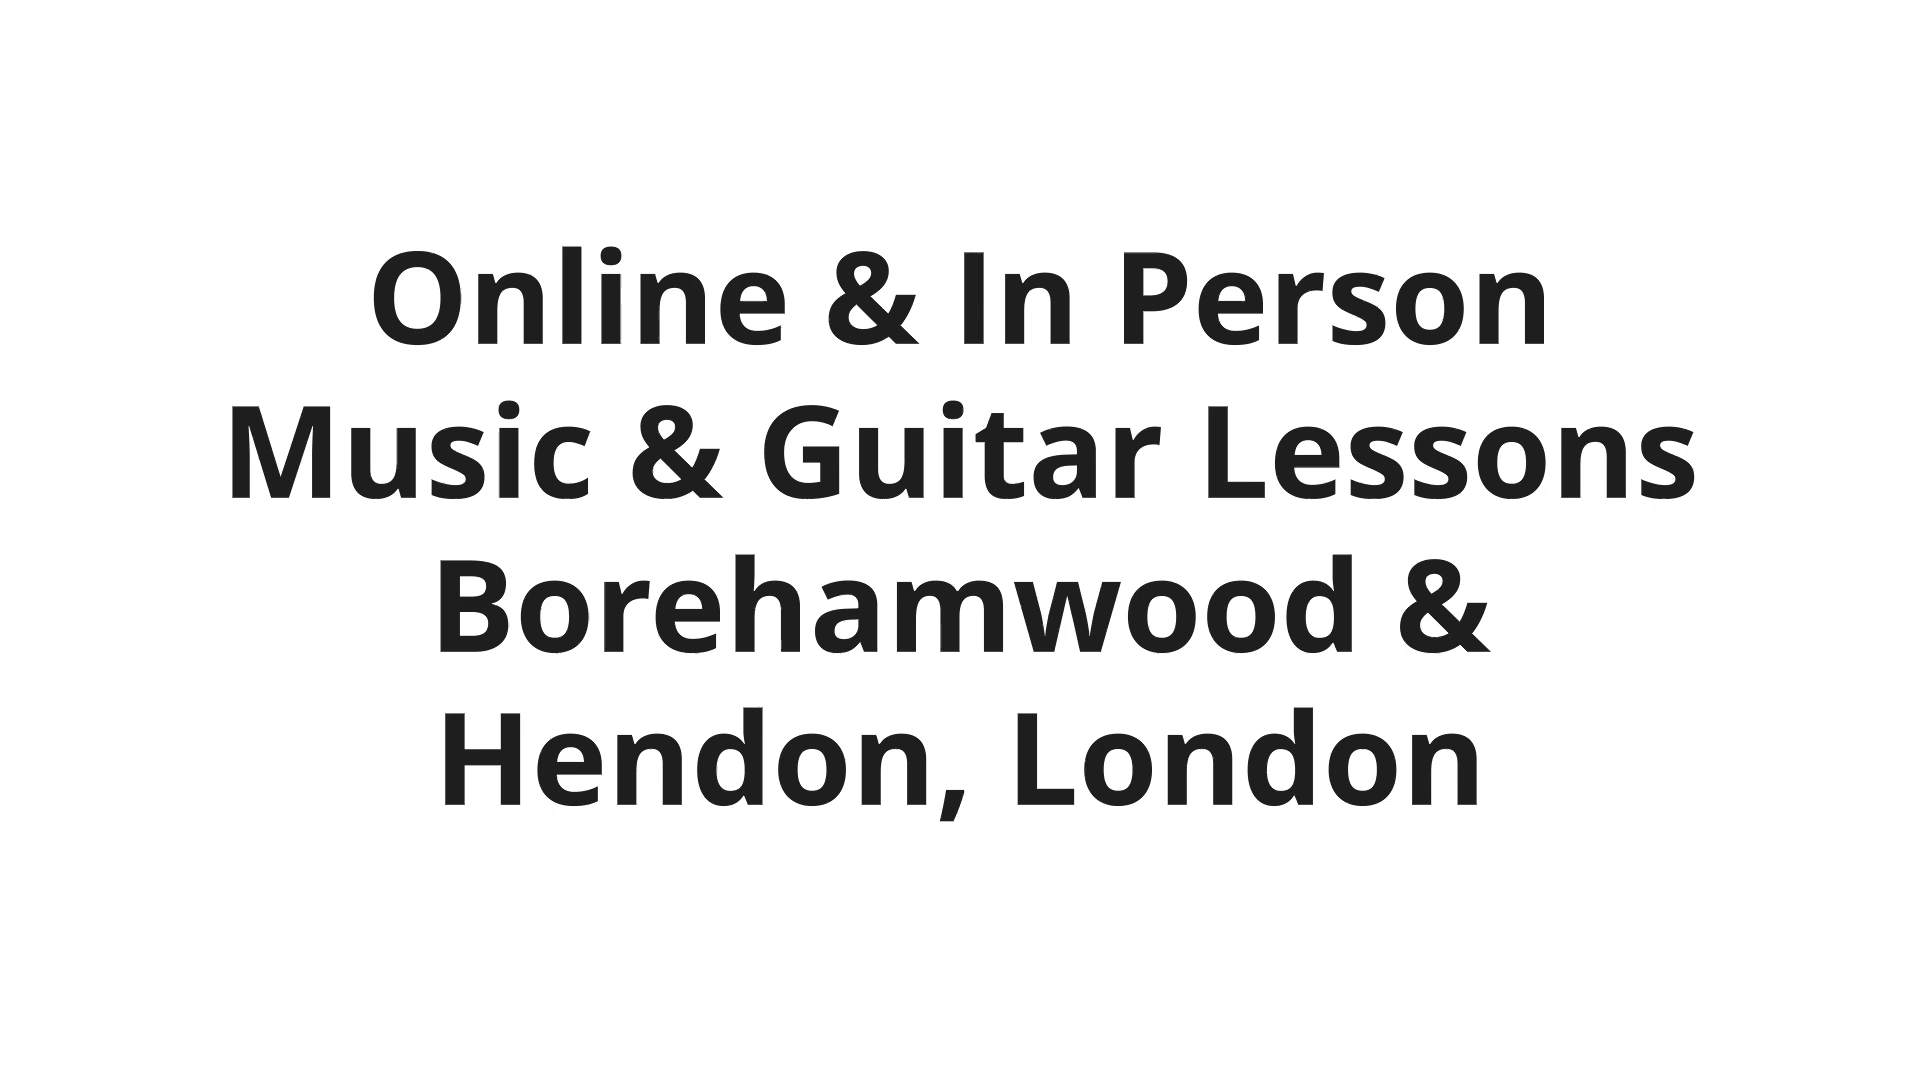 Online & In Person
Music & Guitar Lessons
Borehamwood &
Hendon, London